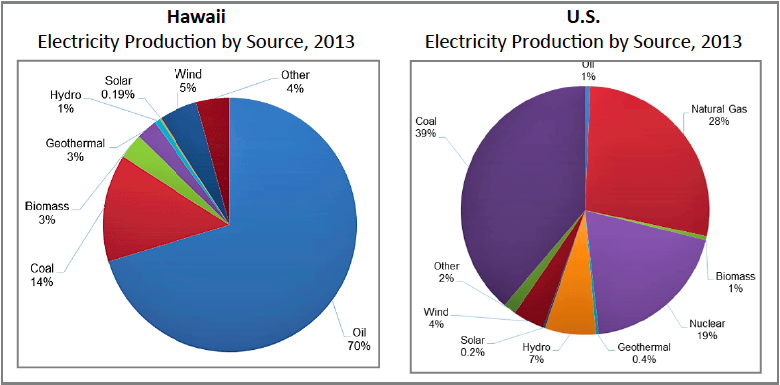 Hawaii
Electricity Production by Source, 2013
Solar
0.19%
Wind
5%
Other
4%
Hydro
1%
Geothermal
3%
Biomass
3%
Coal
14%
Oil
70%
U.S.
Electricity Production by Source, 2013
Oil
1%
Natural Gas
28%
Coal
39%
Biomass
1%
Nuclear
19%
Geothermal
0.4%
Hydro
7%
Solar
0.2%
Wind
4%
Other
2%